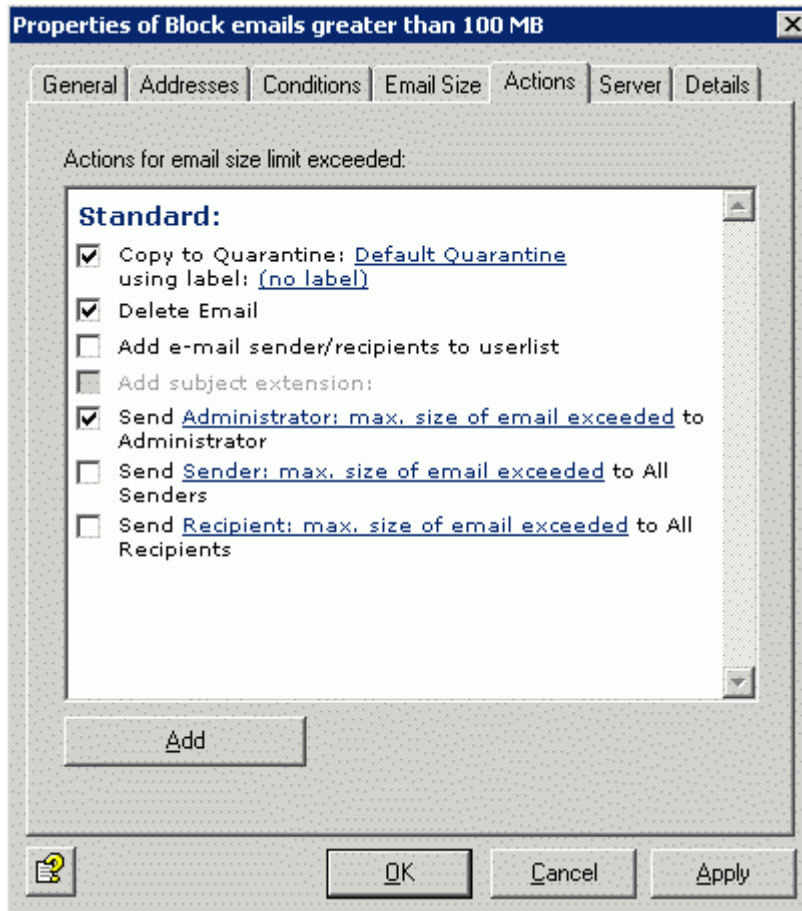 Properties of Block emails greater than 100 MB
General Addresses Conditions Email Size Actions Server Details
Actions for email size limit exceeded:
Standard:
Copy to Quarantine: Default Quarantine
using label: (no label)
Delete Email
Add e-mail sender/recipients to userlist
Add subject extension:
Send Administrator: max. size of email exceeded to
Administrator
Send Sender: max. size of email exceeded to All
Senders
Send Recipient: max. size of email exceeded to All
Recipients
Add
OK Cancel Apply